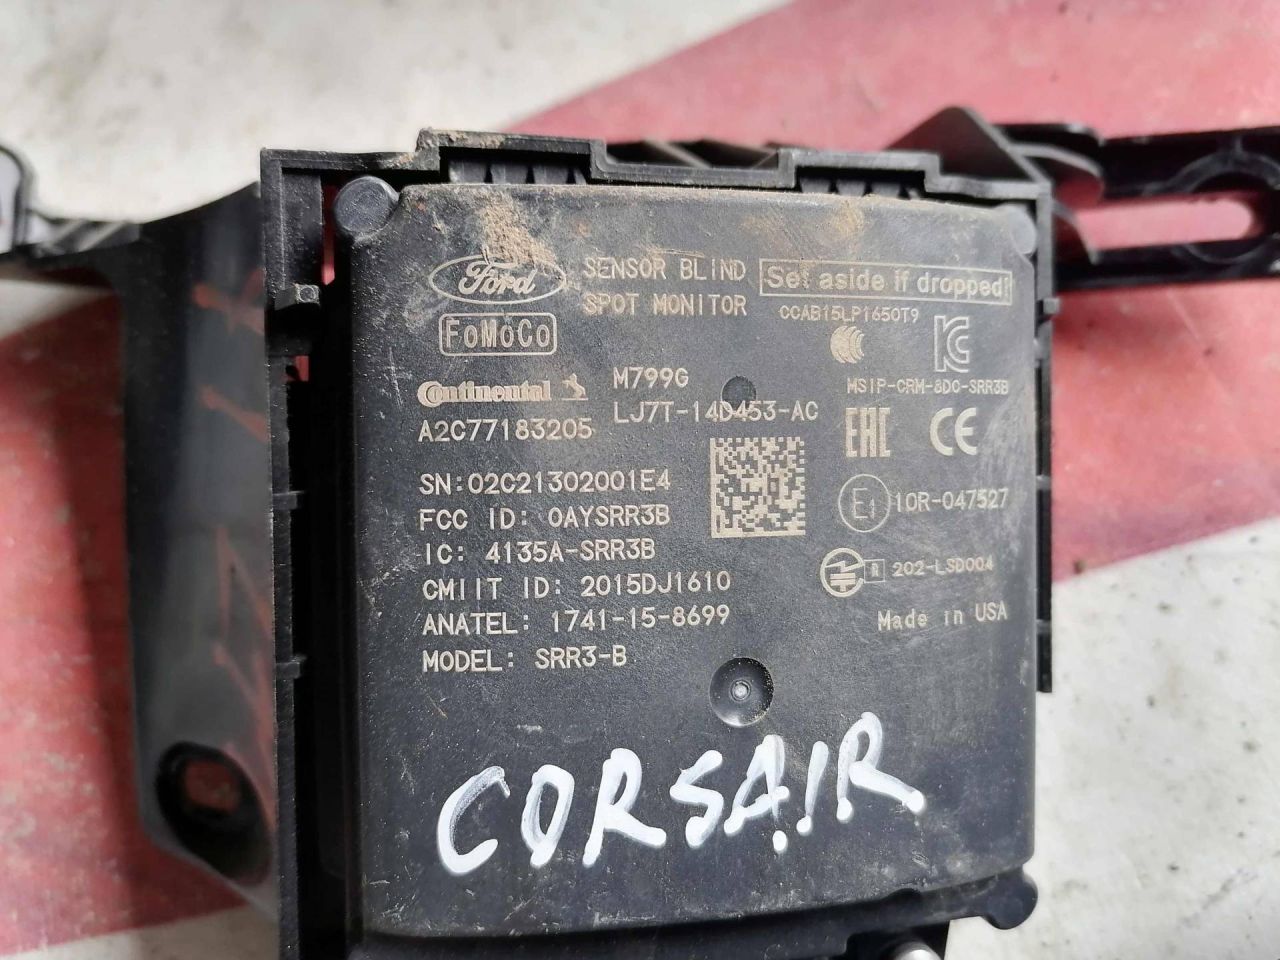 Ford
SENSOR BLIND
SPOT MONITOR
Set aside if dropped!
CCAB15LP1650T9
FoMoCo
Continental
M799G
MSIP-CRM-8DC-SRR3B
LJ7T-14D453-AC
A2C77183205
EAC
CE
SN:02C21302001E4
E1
10R-047527
FCC ID: OAYSRR3B
IC: 4135A-SRR3B
R
202-LSD004
CMIIT ID: 2015DJ1610
ANATEL: 1741-15-8699
Made in USA
MODEL: SRR3-B
CORSAIR